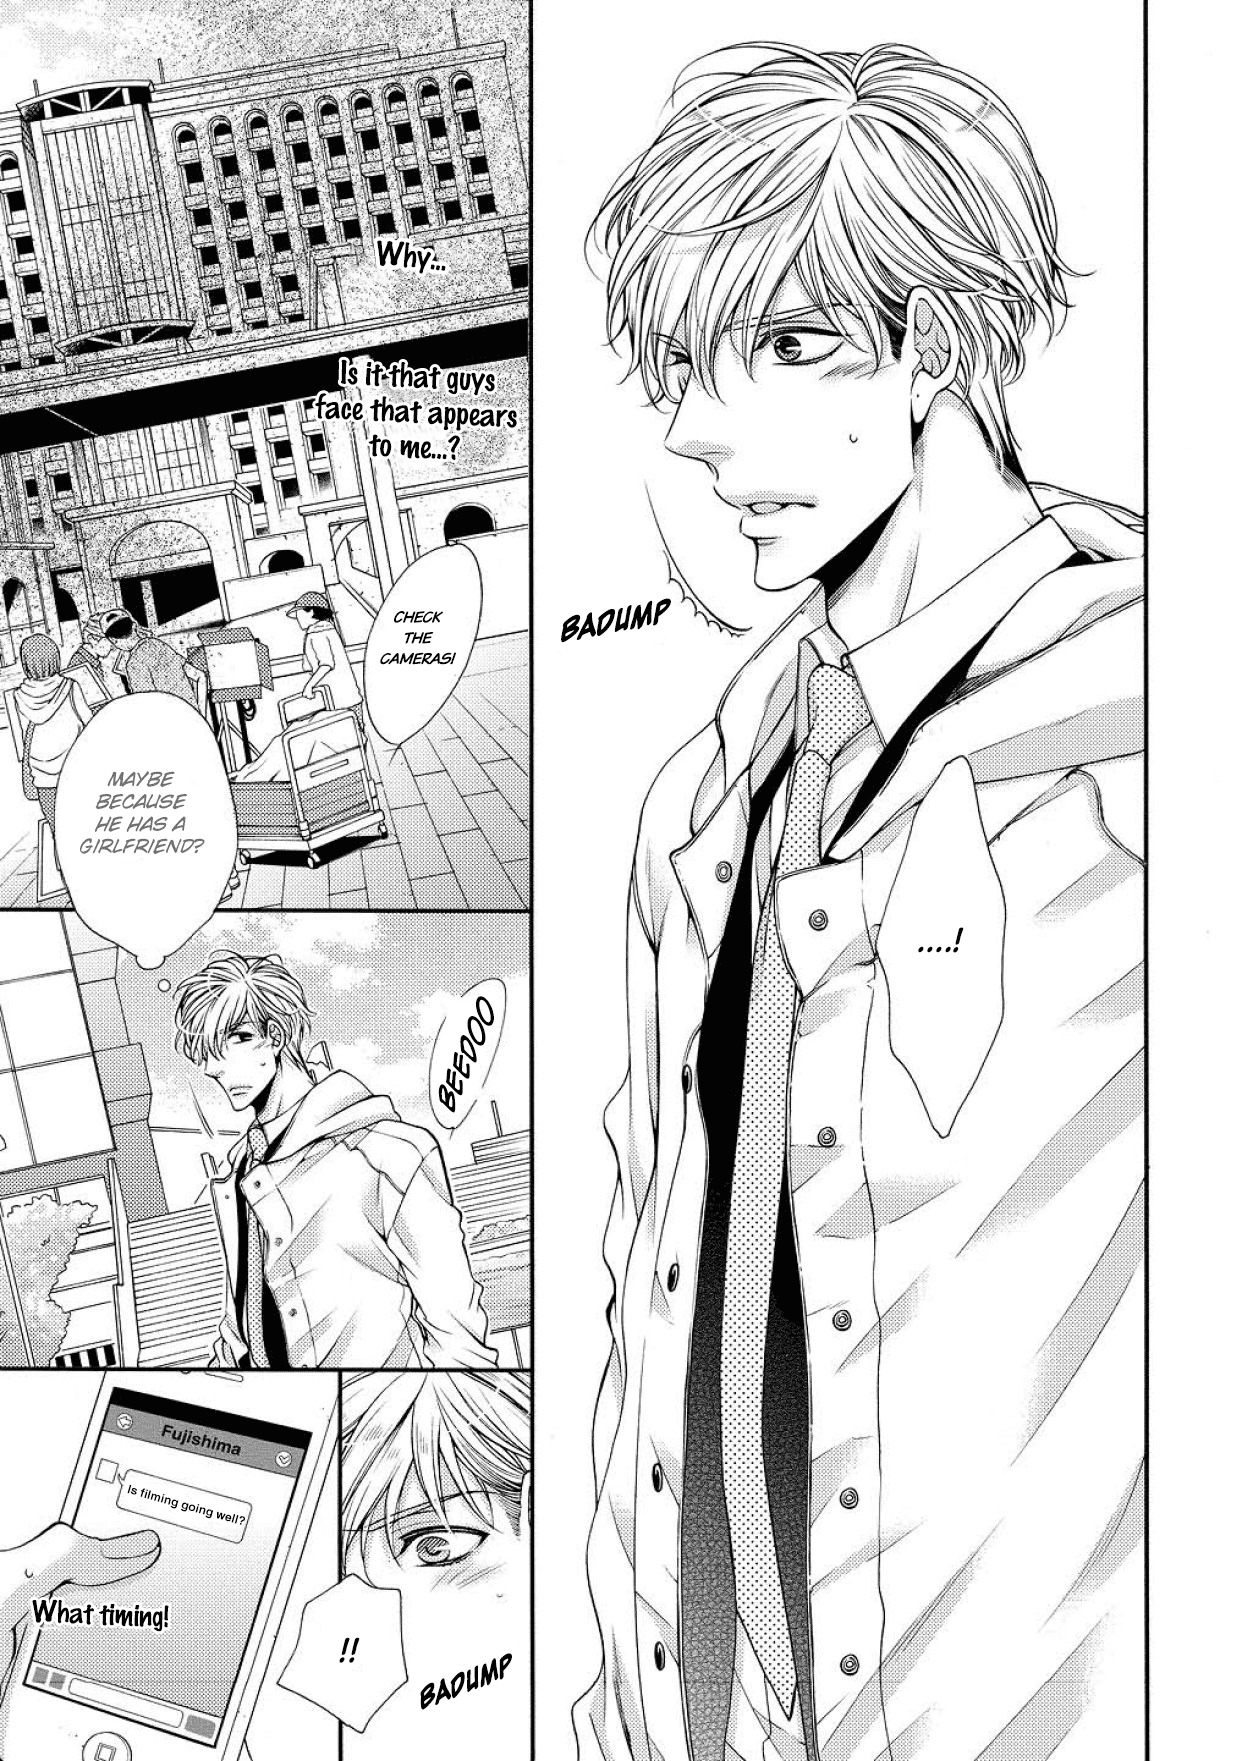 BADUMP
....!
Why...
Is it that guys
face that appears
to me...?
CHECK
THE
CAMERAS!
MAYBE
BECAUSE
HE HAS A
GIRLFRIEND?
BEEDOO
!!
BADUMP
Fujishima
Is filming going well?
What timing!